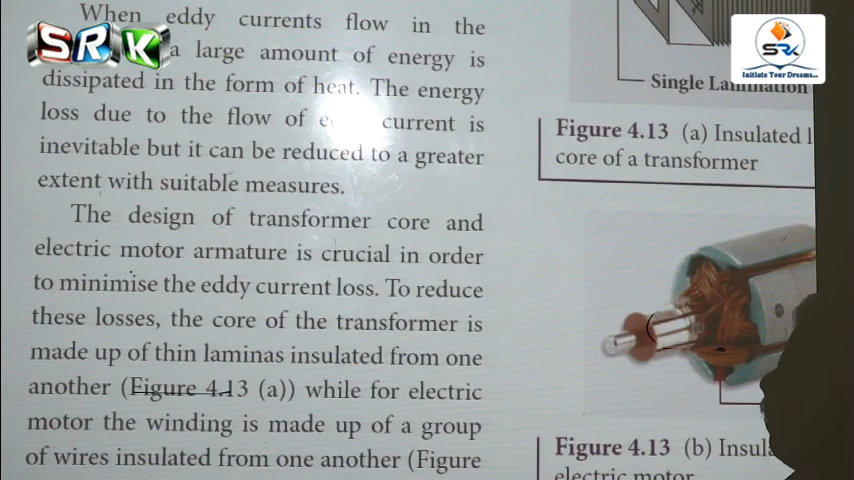 When eddy currents flow in the
a large amount of energy is
dissipated in the form of heat. The energy
loss due to the flow of current is
inevitable but it can be reduced to a greater
extent with suitable measures.
The design of transformer core and
electric motor armature is crucial in order
to minimise the eddy current loss. To reduce
these losses, the core of the transformer is
made up of thin laminas insulated from one
another (Figure 4.13 (a)) while for electric
motor the winding is made up of a group
of wires insulated from one another (Figure
SRK
SRK
Initiate Your Dreams...
Single Lamination
Figure 4.13 (a) Insulated
core of a transformer
Figure 4.13 (b)
electric motor